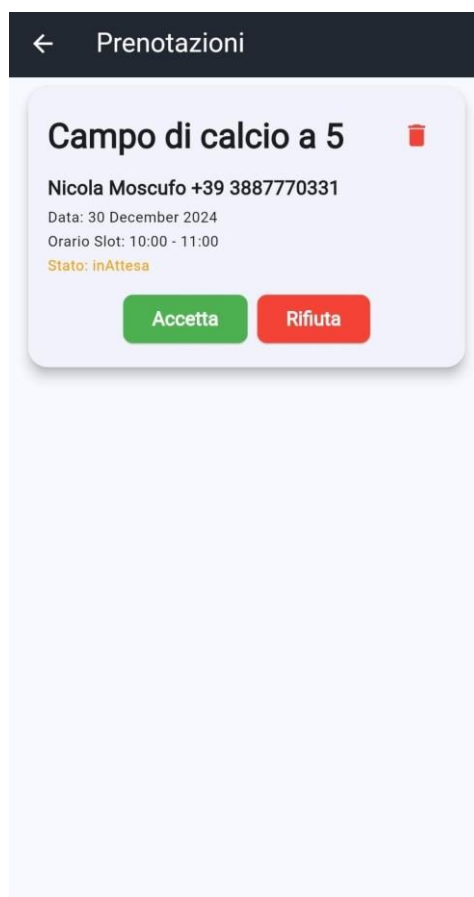 Prenotazioni
Campo di calcio a 5
Nicola Moscufo +39 3887770331
Data: 30 December 2024
Orario Slot: 10:00 - 11:00
Stato: inAttesa
Accetta Rifiuta